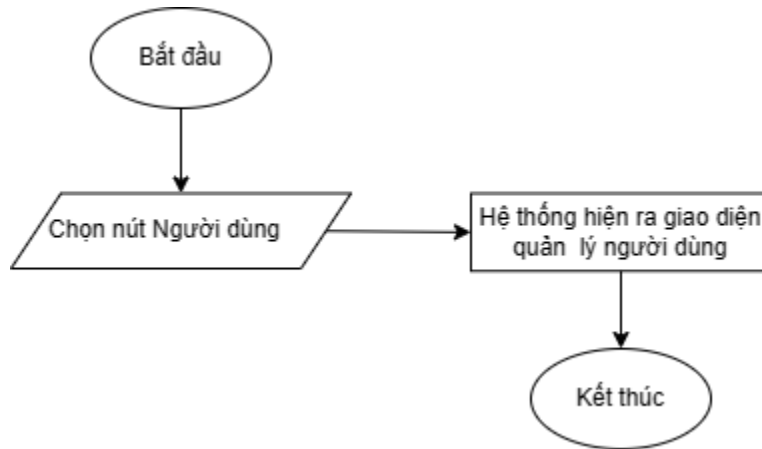 Bắt đầu
Chọn nút Người dùng
Hệ thống hiện ra giao diện
quản lý người dùng
Kết thúc